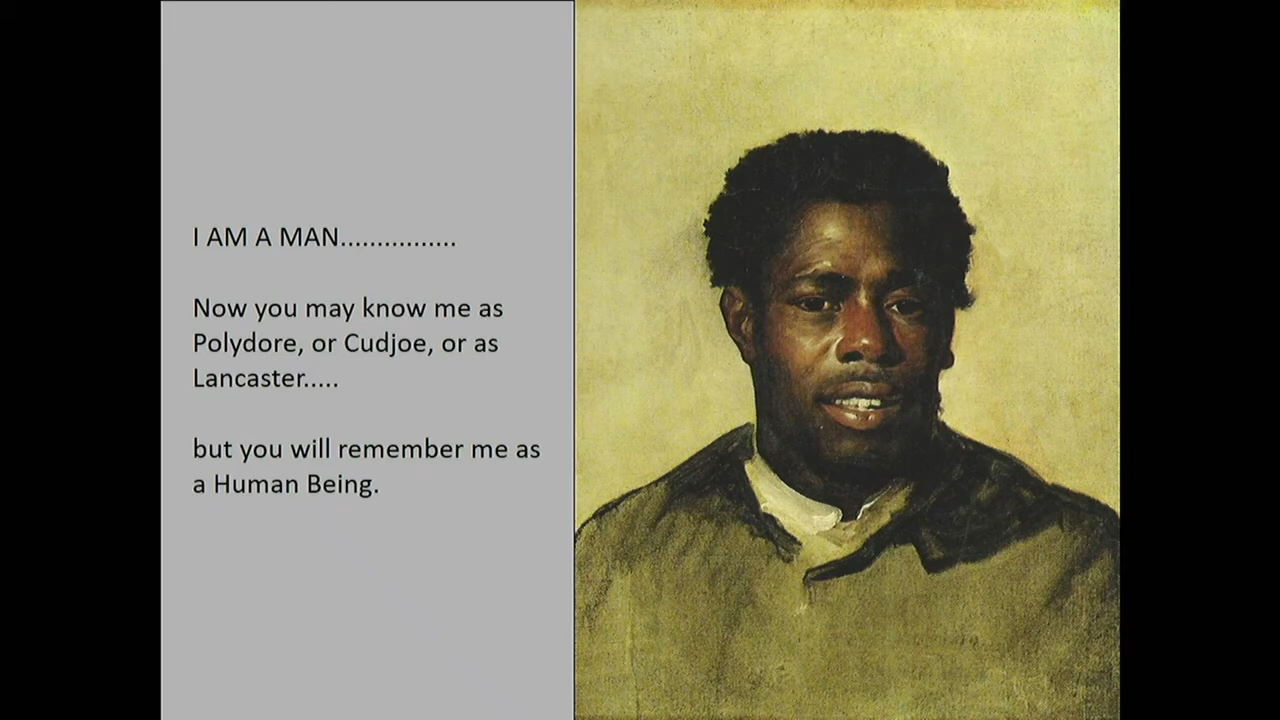 I AM A MAN................
Now you may know me as
Polydore, or Cudjoe, or as
Lancaster.....
but you will remember me as
a Human Being.